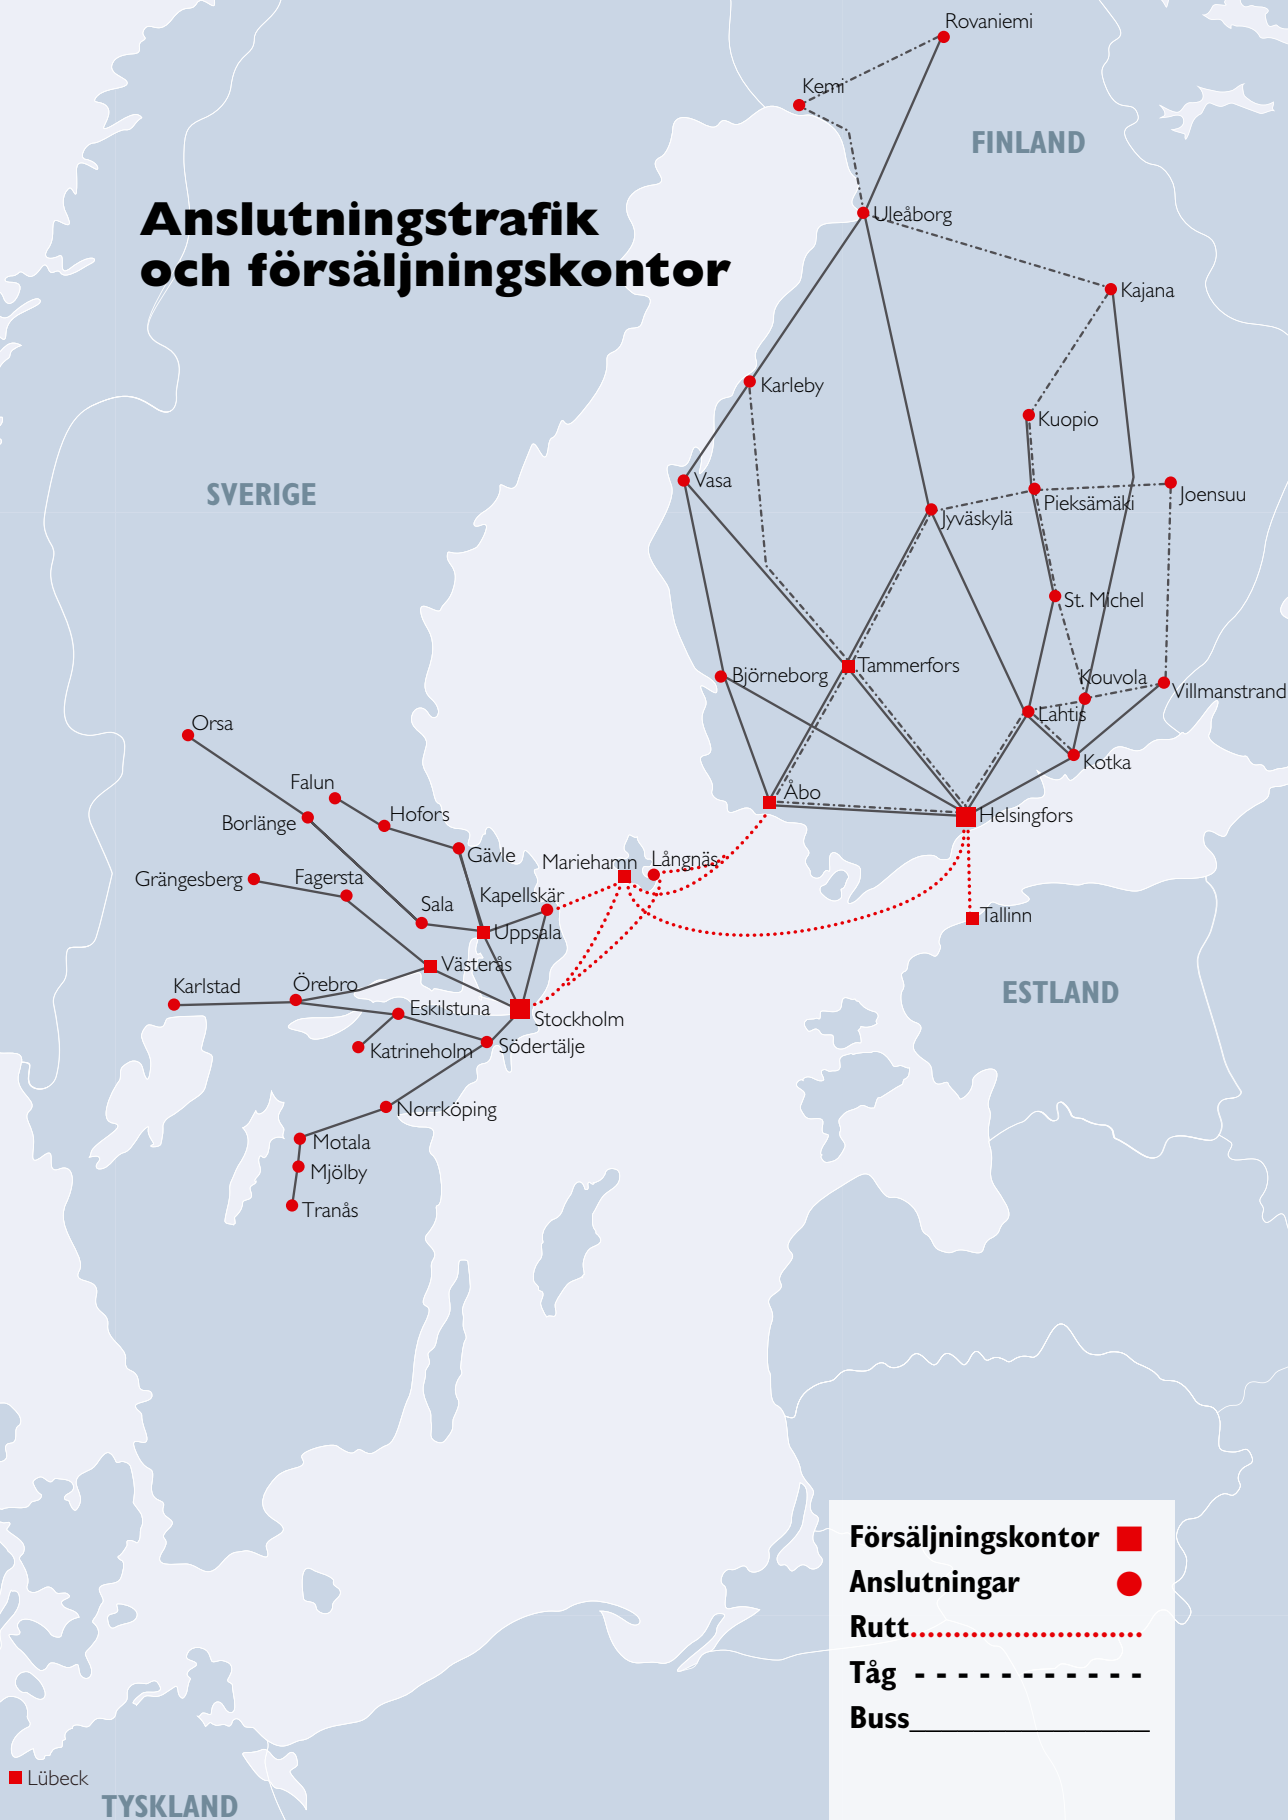 Rovaniemi
Kemi
FINLAND
Anslutningstrafik
och försäljningskontor
Uleåborg
Kajana
Karleby
Kuopio
SVERIGE
Vasa
Joensuu
Pieksämäki
Jyväskylä
St. Michel
Tammerfors
Björneborg
Kouvola
Villmanstrand
Lahtis
Orsa
Kotka
Falun
Åbo
Hofors
Helsingfors
Borlänge
Gävle
Mariehamn
Långnäs
Grängesberg
Fagersta
Kapellskär
Sala
Tallinn
Uppsala
Västerås
Karlstad
Örebro
ESTLAND
Eskilstuna
Stockholm
Katrineholm
Södertälje
Norrköping
Motala
Mjölby
Tranås
Försäljningskontor
Anslutningar
Rutt
Tåg
Buss
Lübeck
TYSKLAND